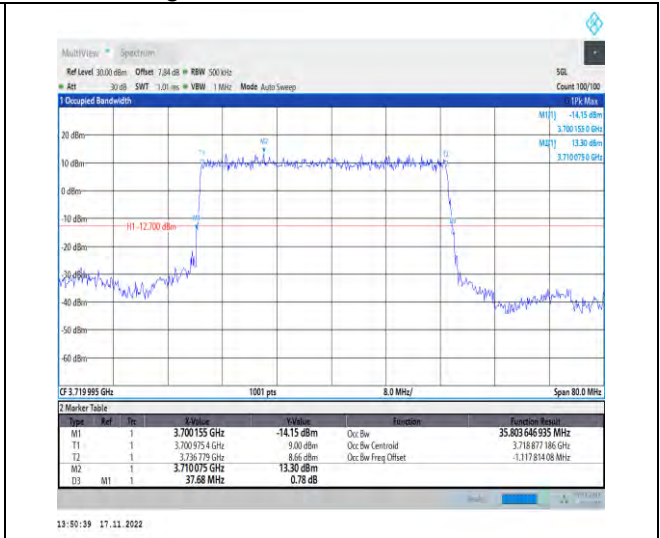 MultiView Spectrum
Ref Level 30.00 dBm Offset 7.84 dB RBW 500 kHz SGL
Att 30 dB SWT 1.01 ms VBW 1 MHz Mode Auto Sweep Count 100/100
1 Occupied Bandwidth 1Pk Max
M1[1] -14.15 dBm
3.700 155 0 GHz
M2[1] 13.30 dBm
3.710 075 0 GHz
20 dBm
T1 M2 T2
10 dBm
0 dBm
-10 dBm
H1 -12.700 dBm
-20 dBm
-30 dBm
-40 dBm
-50 dBm
-60 dBm
CF 3.719 995 GHz 1001 pts 8.0 MHz/ Span 80.0 MHz
2 Marker Table
Type Ref Trc X-Value Y-Value Function Function Result
M1 1 3.700 155 GHz -14.15 dBm Occ Bw 35.803 646 935 MHz
T1 1 3.700 975 4 GHz 9.00 dBm Occ Bw Centroid 3.718 877 186 GHz
T2 1 3.736 779 GHz 8.66 dBm Occ Bw Freq Offset -1.117 814 08 MHz
M2 1 3.710 075 GHz 13.30 dBm
D3 M1 1 37.68 MHz 0.78 dB
13:50:39 17.11.2022